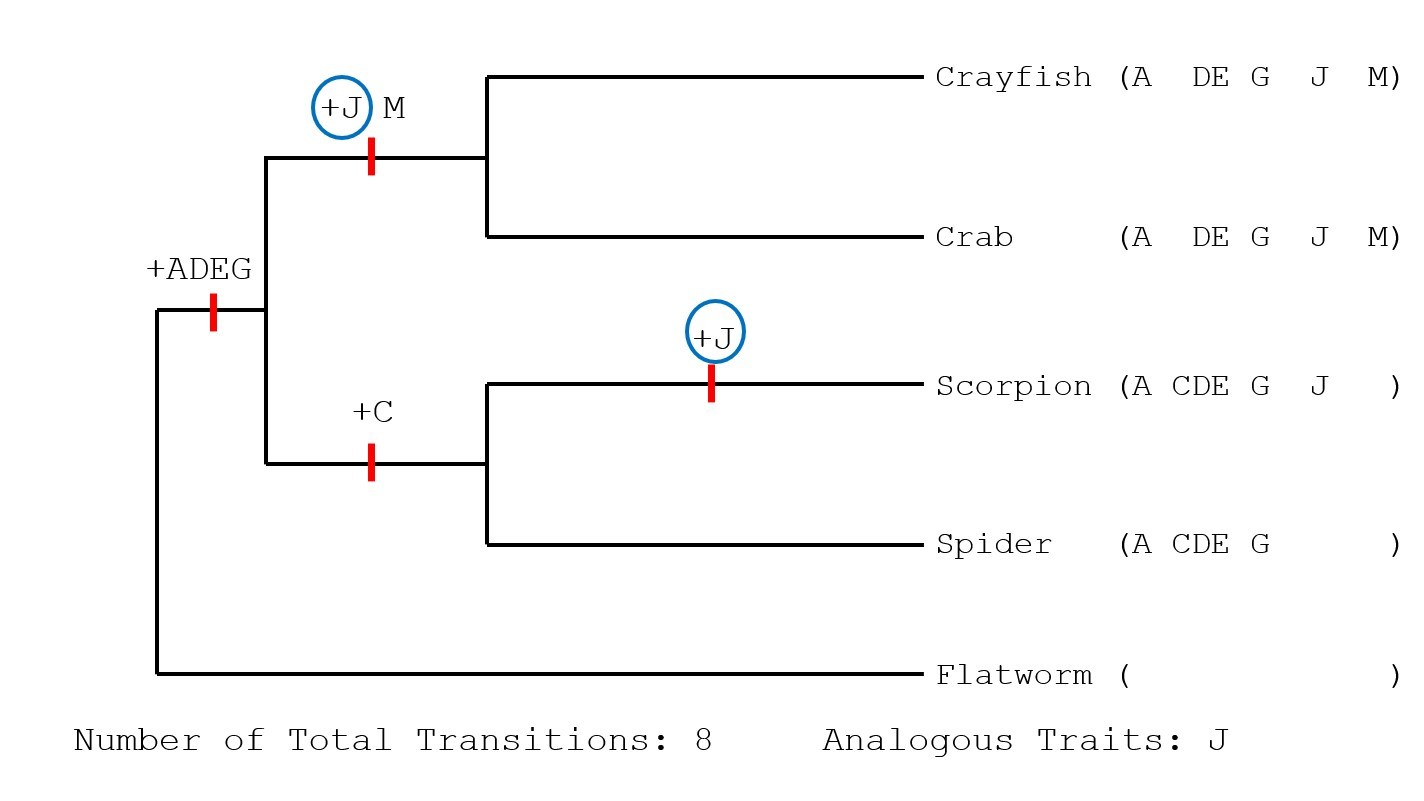 Crayfish (A  DE G  J  M)
+J M
Crab     (A  DE G  J  M)
+ADEG
+J
Scorpion (A CDE G  J   )
+C
Spider   (A CDE G      )
Flatworm (             )
Number of Total Transitions: 8     Analogous Traits: J